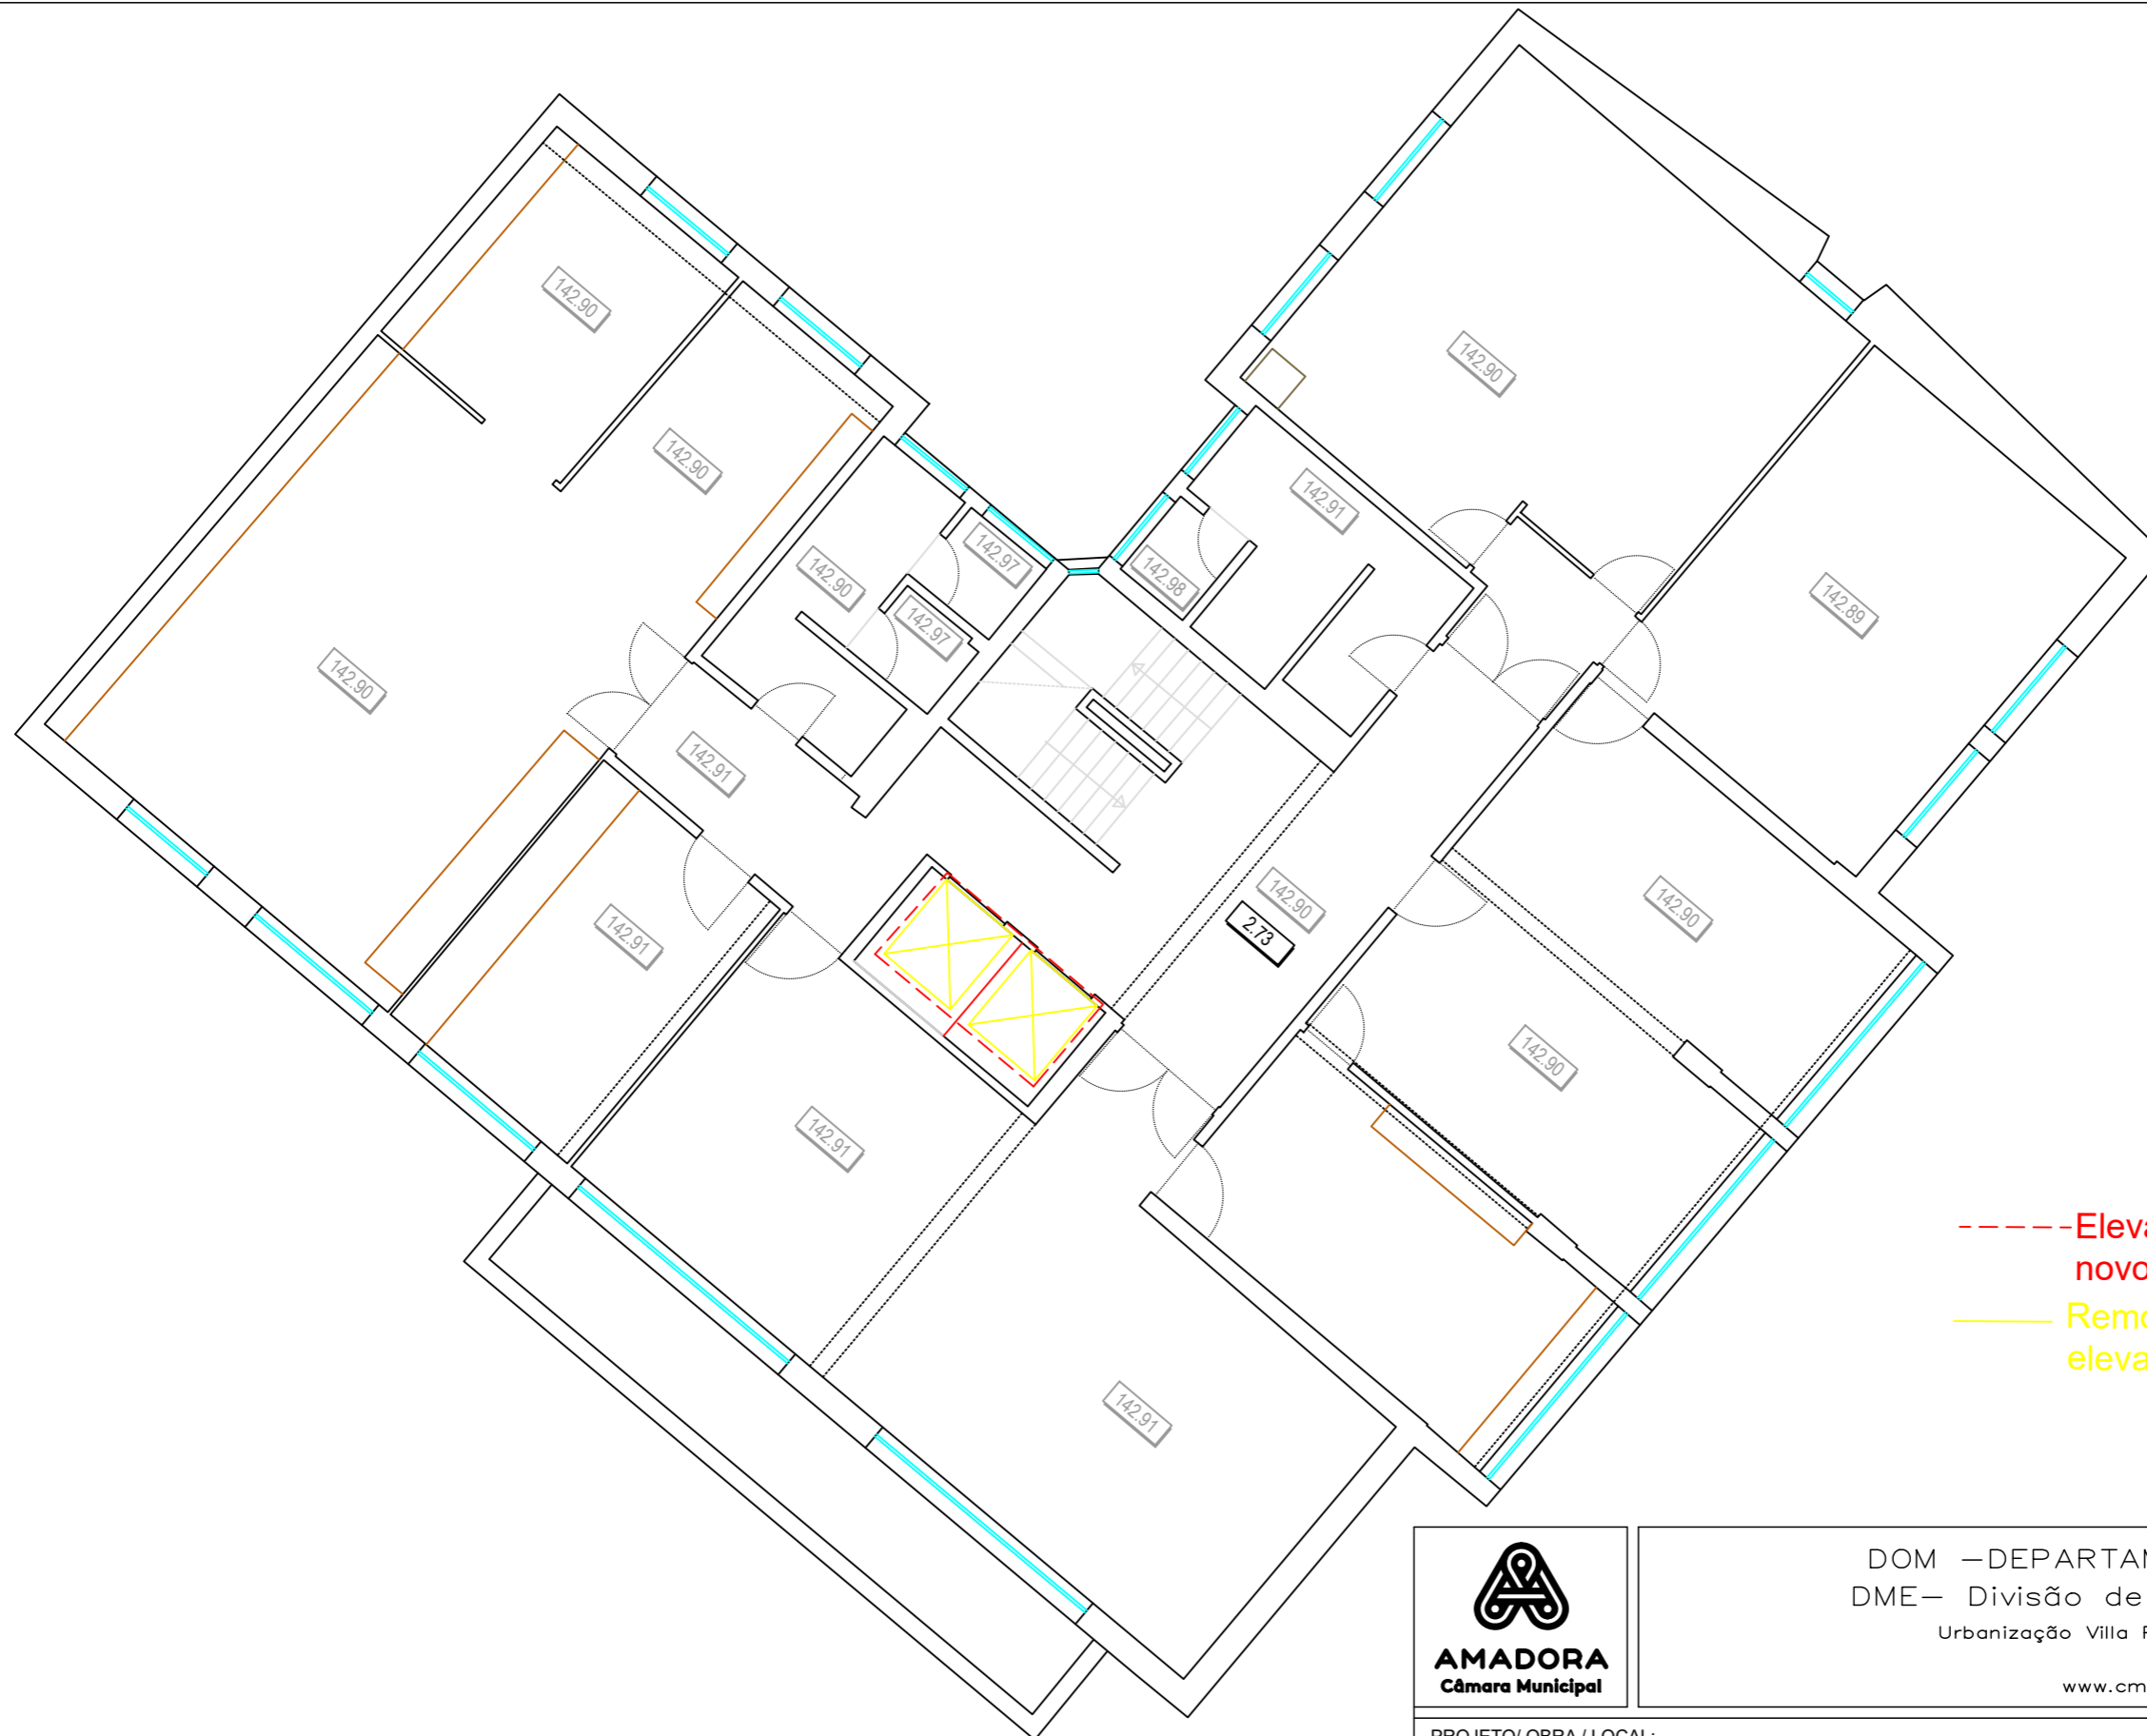 142.90
142.90
142.90
142.90
142.97
142.97
142.91
142.91
142.91
142.90
142.91
142.98
142.89
142.90
2.73
142.90
142.90
142.91
Eleva
novo
Remo
eleva
AMADORA
Câmara Municipal
DOM —DEPARTAM
DME— Divisão de
Urbanização Villa
www.cm
PROJETO/ OBRA / LOCAL: